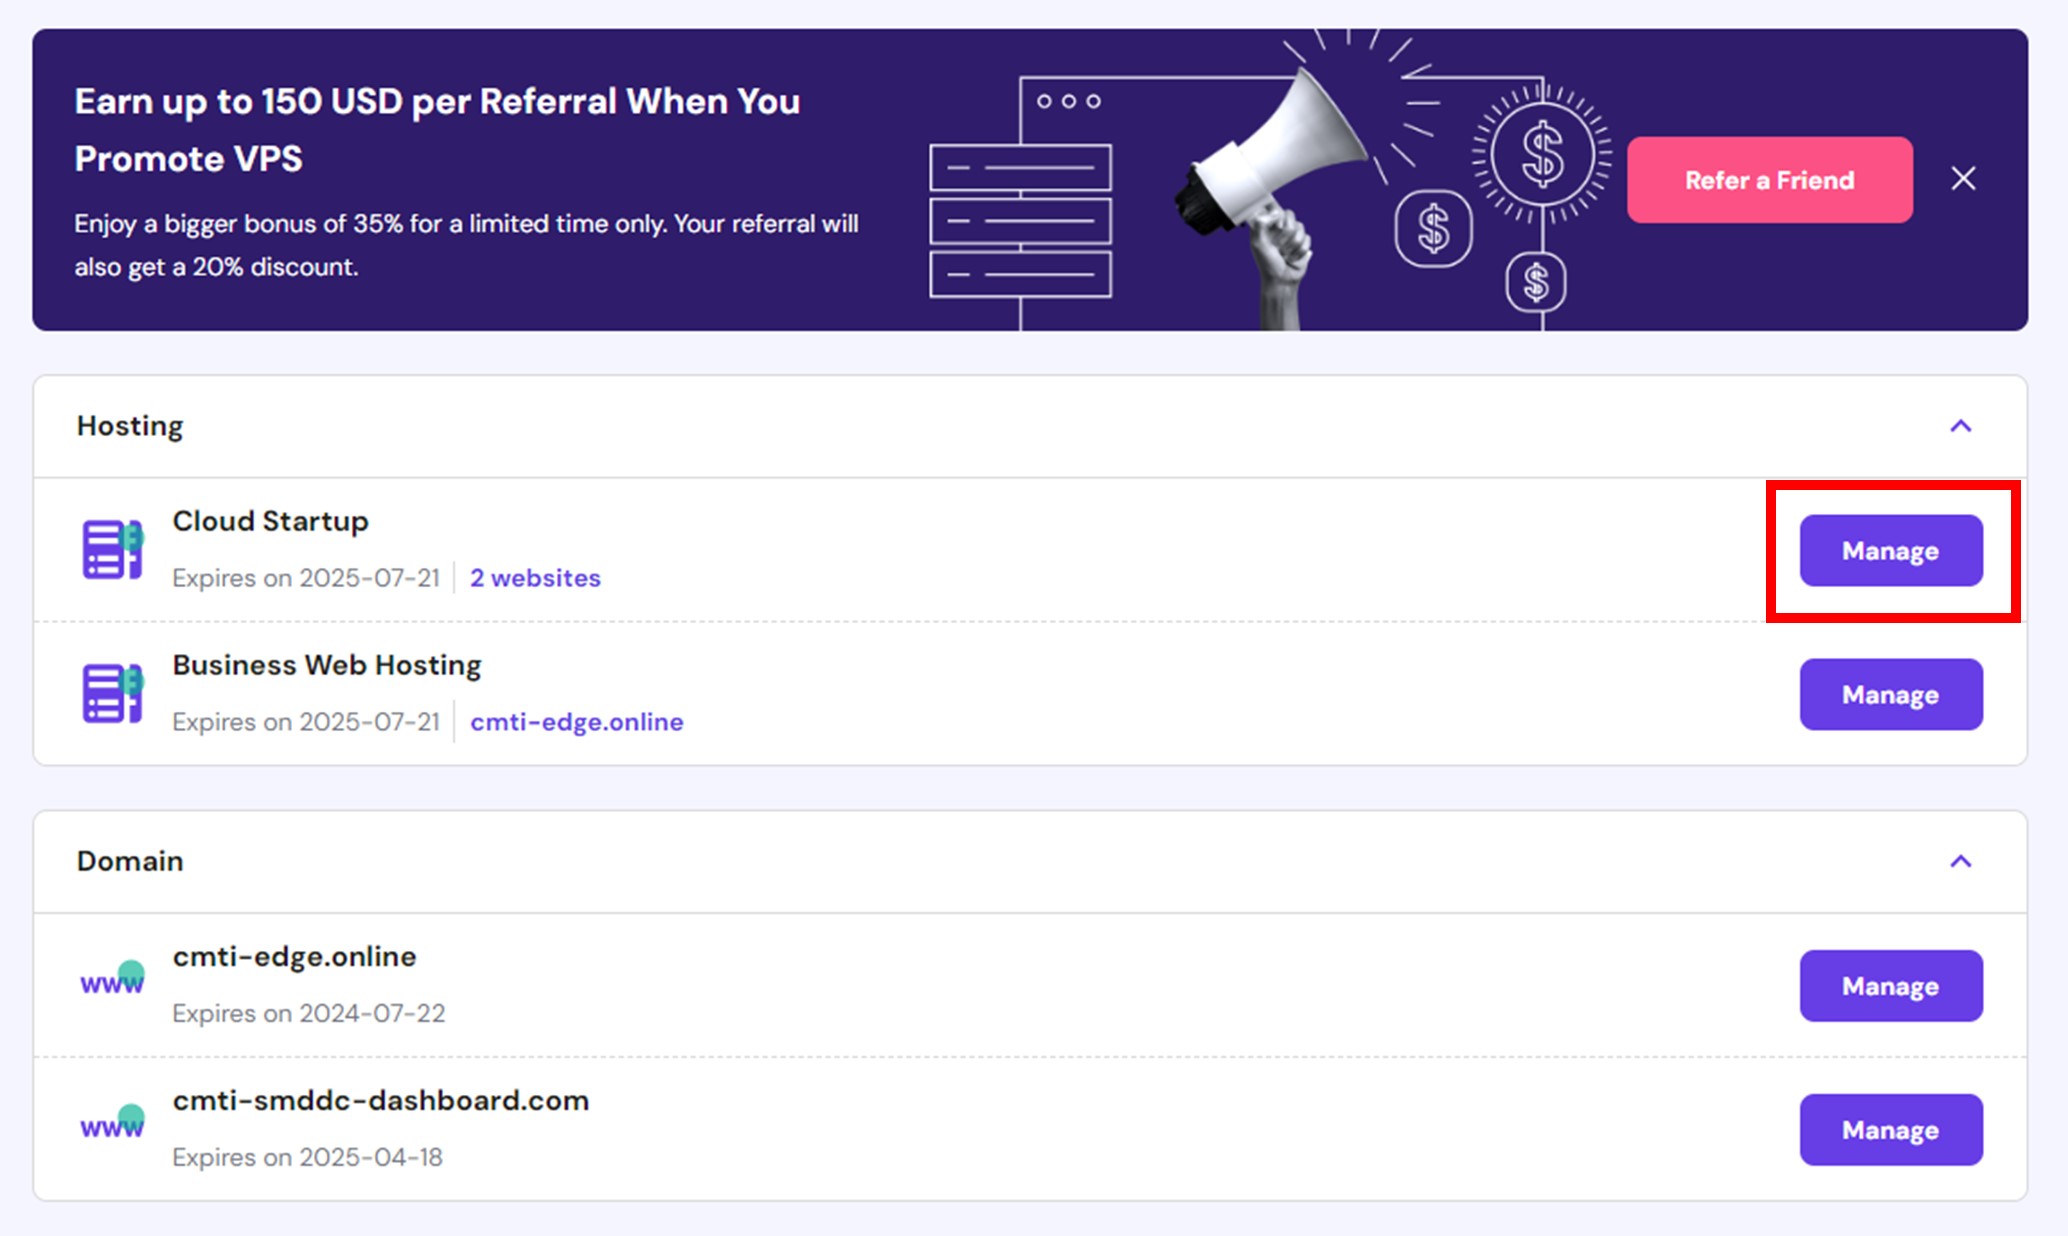 Earn up to 150 USD per Referral When You
Promote VPS
Enjoy a bigger bonus of 35% for a limited time only. Your referral will
also get a 20% discount.
Refer a Friend
Hosting
Cloud Startup
Expires on 2025-07-21 2 websites
Manage
Business Web Hosting
Expires on 2025-07-21 cmti-edge.online
Manage
Domain
www
cmti-edge.online
Expires on 2024-07-22
Manage
www
cmti-smddc-dashboard.com
Expires on 2025-04-18
Manage